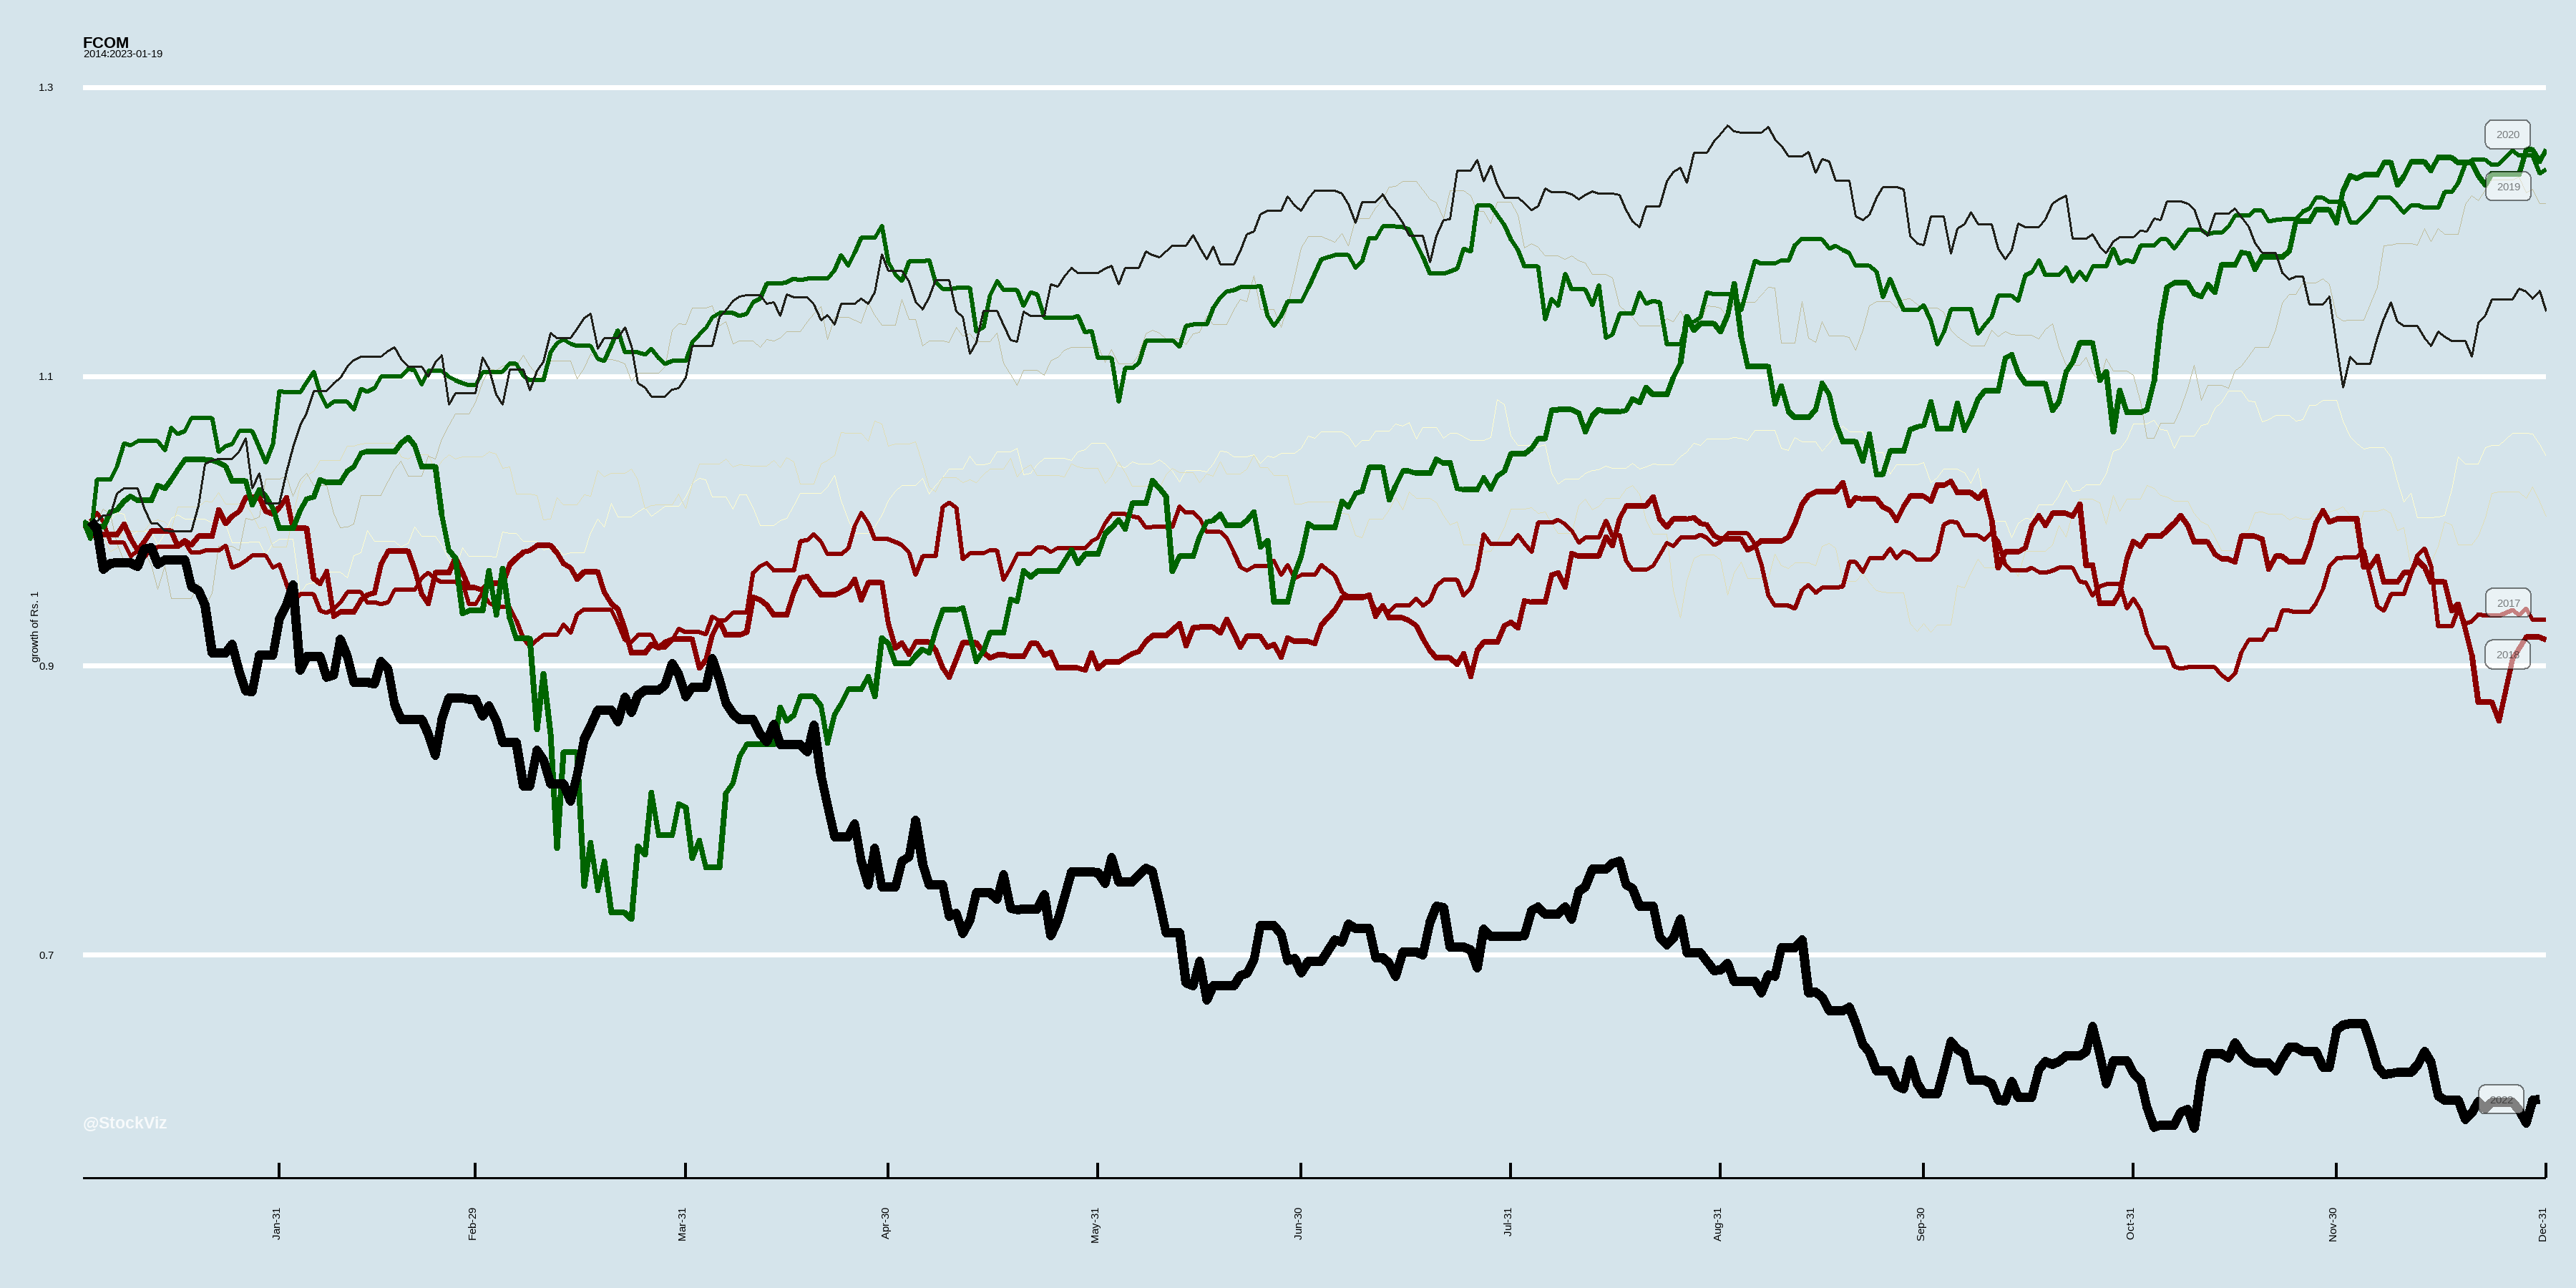 FCOM
2014:2023-01-19
1.3
1.1
0.9
0.7
growth of Rs. 1
2020
2019
2017
2018
2022
@StockViz
Jan-31
Feb-29
Mar-31
Apr-30
May-31
Jun-30
Jul-31
Aug-31
Sep-30
Oct-31
Nov-30
Dec-31